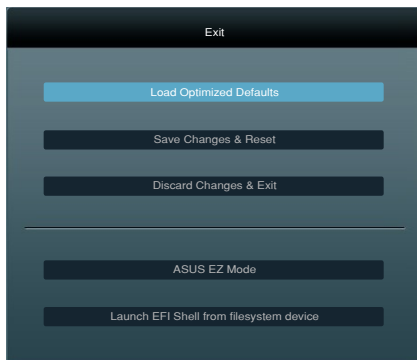 Exit
Load Optimized Defaults
Save Changes & Reset
Discard Changes & Exit
ASUS EZ Mode
Launch EFI Shell from filesystem device